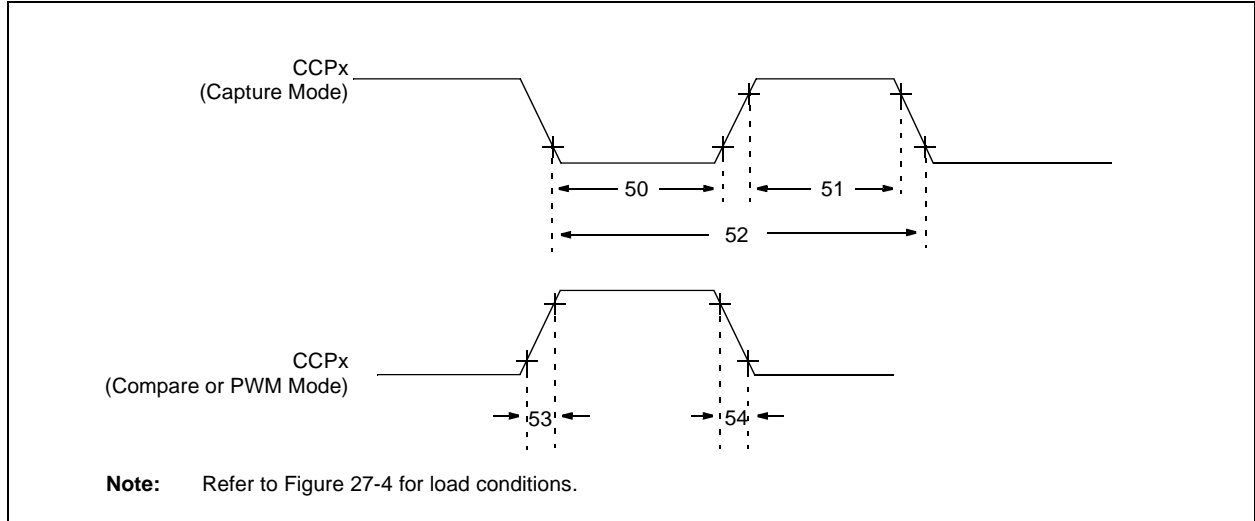 CCPx
(Capture Mode)
50
51
52
CCPx
(Compare or PWM Mode)
53
54
Note: Refer to Figure 27-4 for load conditions.